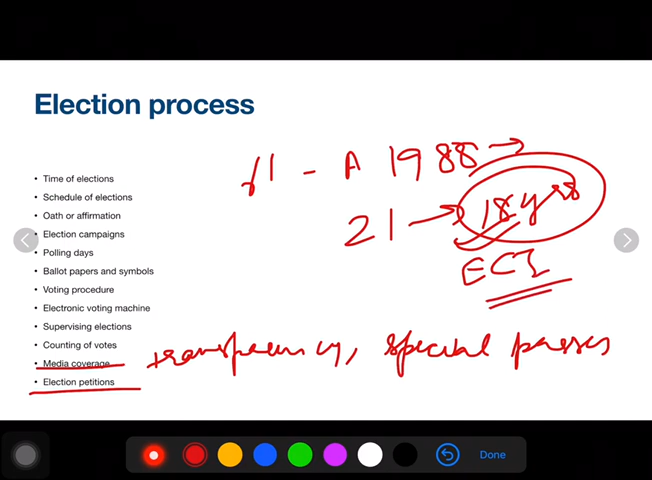 Election process
61 - A 1988 →
21 → 18 yrs
ECI
• Time of elections
• Schedule of elections
• Oath or affirmation
• Election campaigns
• Polling days
• Ballot papers and symbols
• Voting procedure
• Electronic voting machine
• Supervising elections
• Counting of votes
• Media coverage
transparency, special passes
• Election petitions
Done